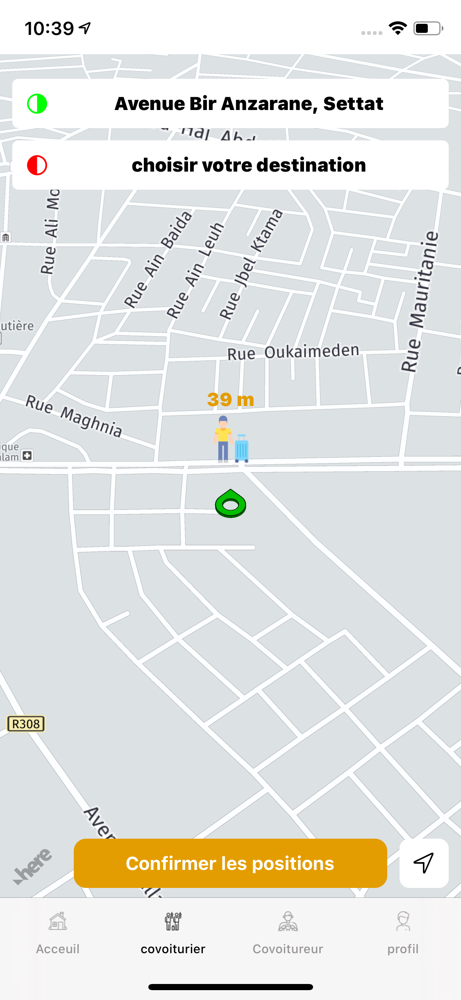 10:39
Avenue Bir Anzarane, Settat
Haj
choisir votre destination
Rue Ali
Rue Ain Baida
Rue Ain Leuh
Rue Jbel Ktama
Rue Mauritanie
utière
Rue Oukaimeden
39 m
Rue Maghnia
ique
lam
R308
Aven
here
Confirmer les positions
Acceuil
covoiturier
Covoitureur
profil